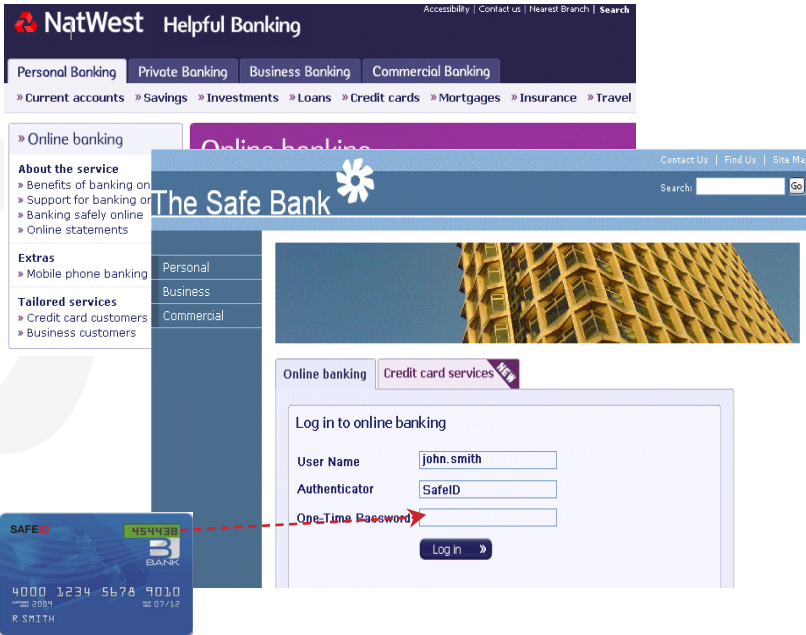 Accessibility | Contact us | Nearest Branch | Search
NatWest Helpful Banking
Personal Banking Private Banking Business Banking Commercial Banking
» Current accounts » Savings » Investments » Loans » Credit cards » Mortgages » Insurance » Travel
» Online banking
Online banking
About the service
» Benefits of banking on
» Support for banking on
» Banking safely online
» Online statements
Extras
» Mobile phone banking
Tailored services
» Credit card customers
» Business customers
Contact Us | Find Us | Site Ma
The Safe Bank
Search: Go
Personal
Business
Commercial
Online banking Credit card services NEW
Log in to online banking
User Name john.smith
Authenticator SafeID
One-Time Password
Log in »
SAFEID 454438
B
BANK
4000 1234 5678 9010
2009 07/12
R SMITH